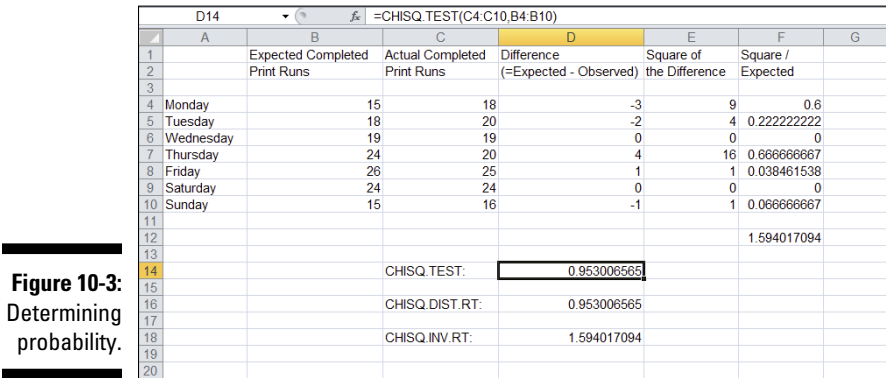 D14 fx =CHISQ.TEST(C4:C10,B4:B10)
A B C D E F G
1 Expected Completed Actual Completed Difference Square of Square /
2 Print Runs Print Runs (=Expected - Observed) the Difference Expected
3
4 Monday 15 18 -3 9 0.6
5 Tuesday 18 20 -2 4 0.222222222
6 Wednesday 19 19 0 0 0
7 Thursday 24 20 4 16 0.666666667
8 Friday 26 25 1 1 0.038461538
9 Saturday 24 24 0 0 0
10 Sunday 15 16 -1 1 0.066666667
11
12 1.594017094
13
14 CHISQ.TEST: 0.953006565
15
16 CHISQ.DIST.RT: 0.953006565
17
18 CHISQ.INV.RT: 1.594017094
19
20
Figure 10-3:
Determining
probability.